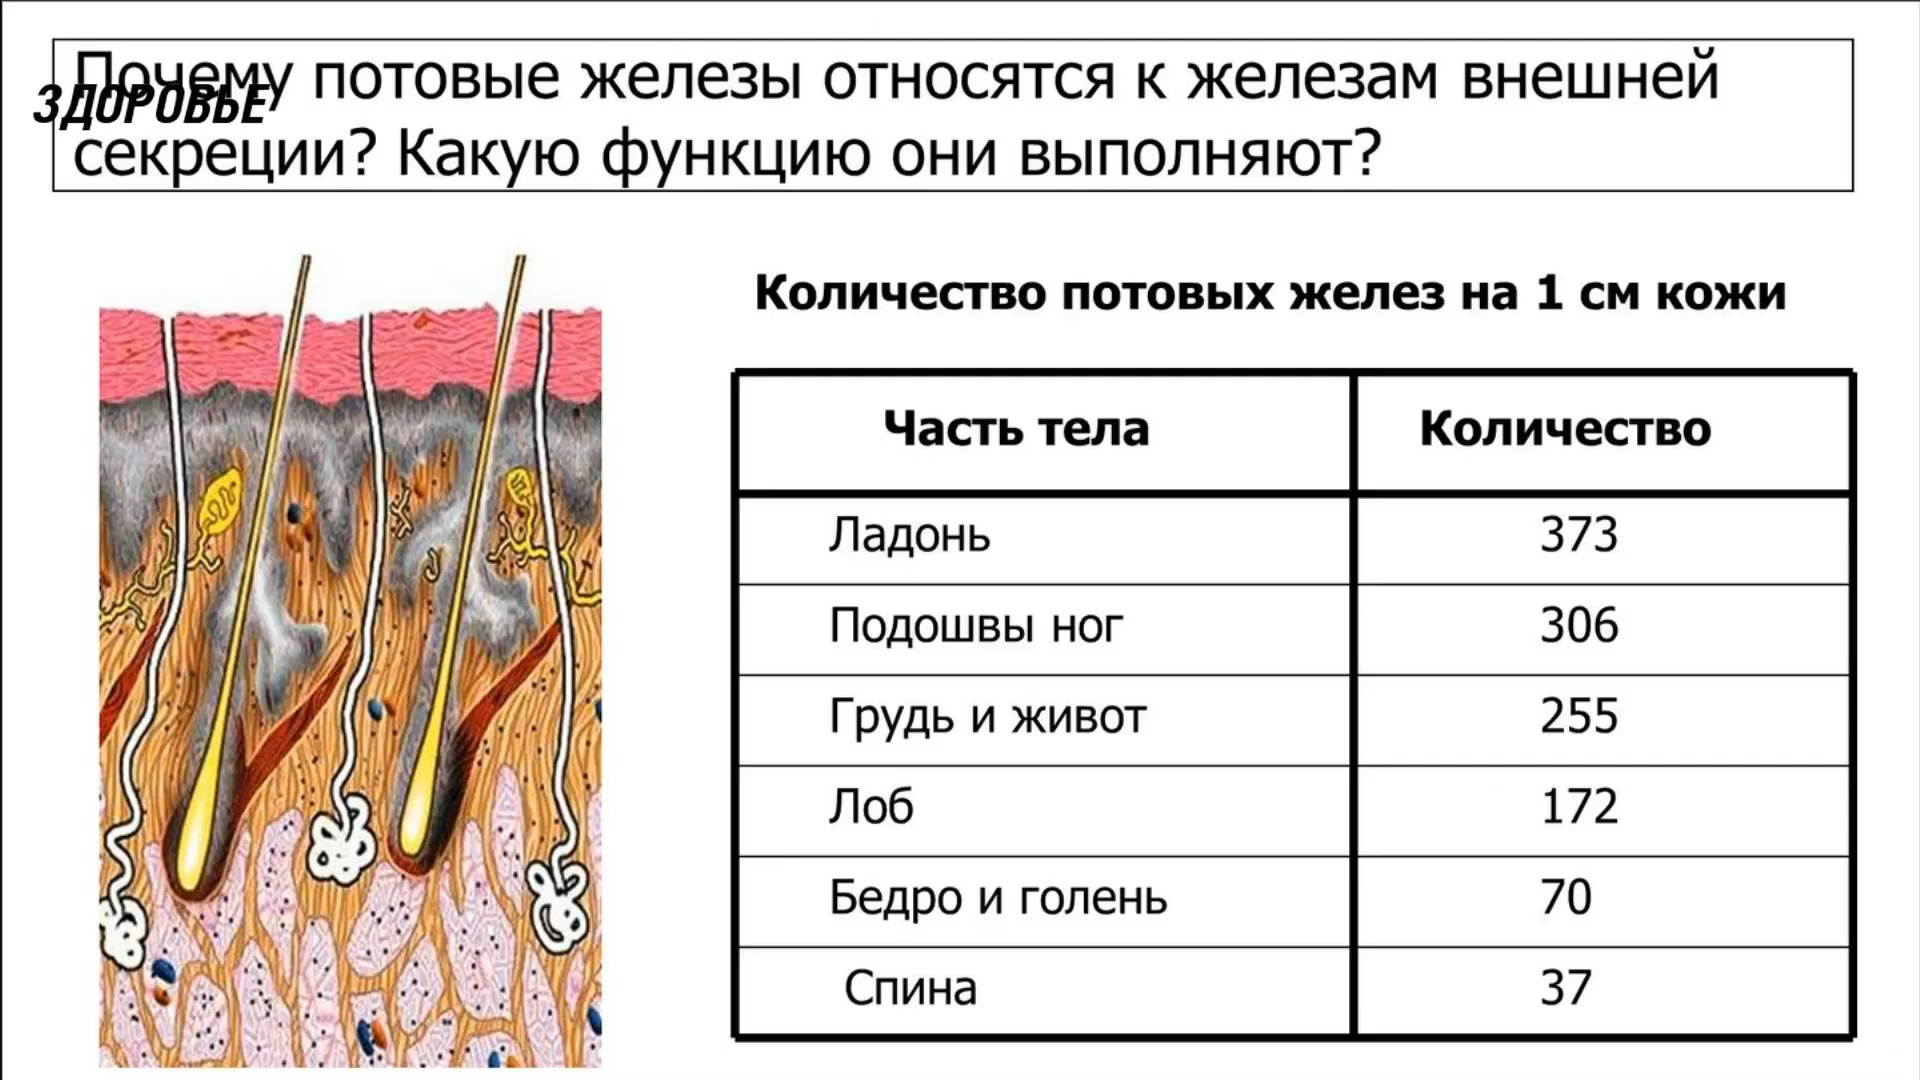 Почему потовые железы относятся к железам внешней
ЗДОРОВЬЕ
секреции? Какую функцию они выполняют?
Количество потовых желез на 1 см кожи
Часть тела Количество
Ладонь 373
Подошвы ног 306
Грудь и живот 255
Лоб 172
Бедро и голень 70
Спина 37